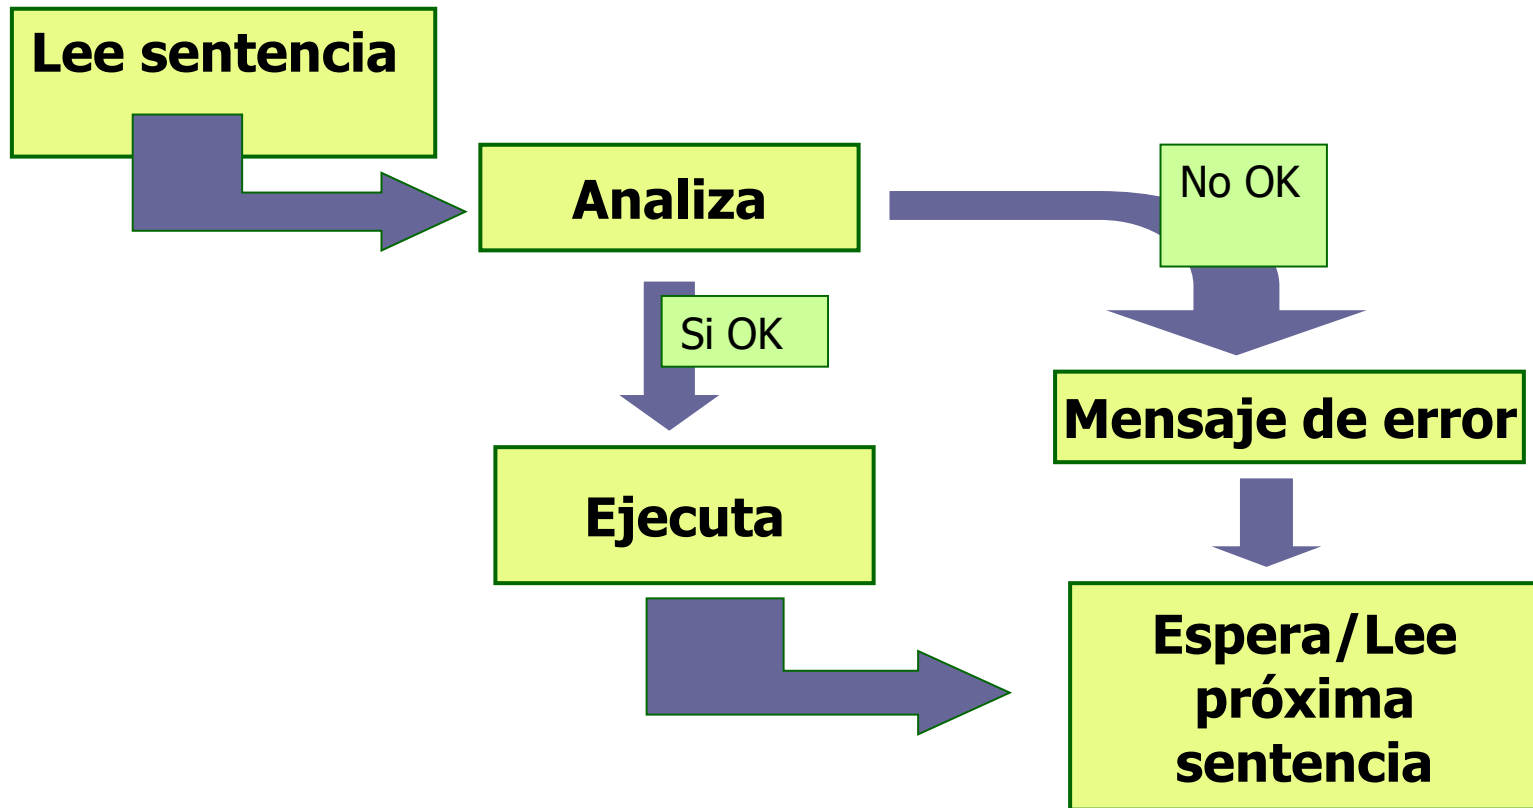 Lee sentencia
Analiza
No OK
Si OK
Mensaje de error
Ejecuta
Espera/Lee
próxima
sentencia